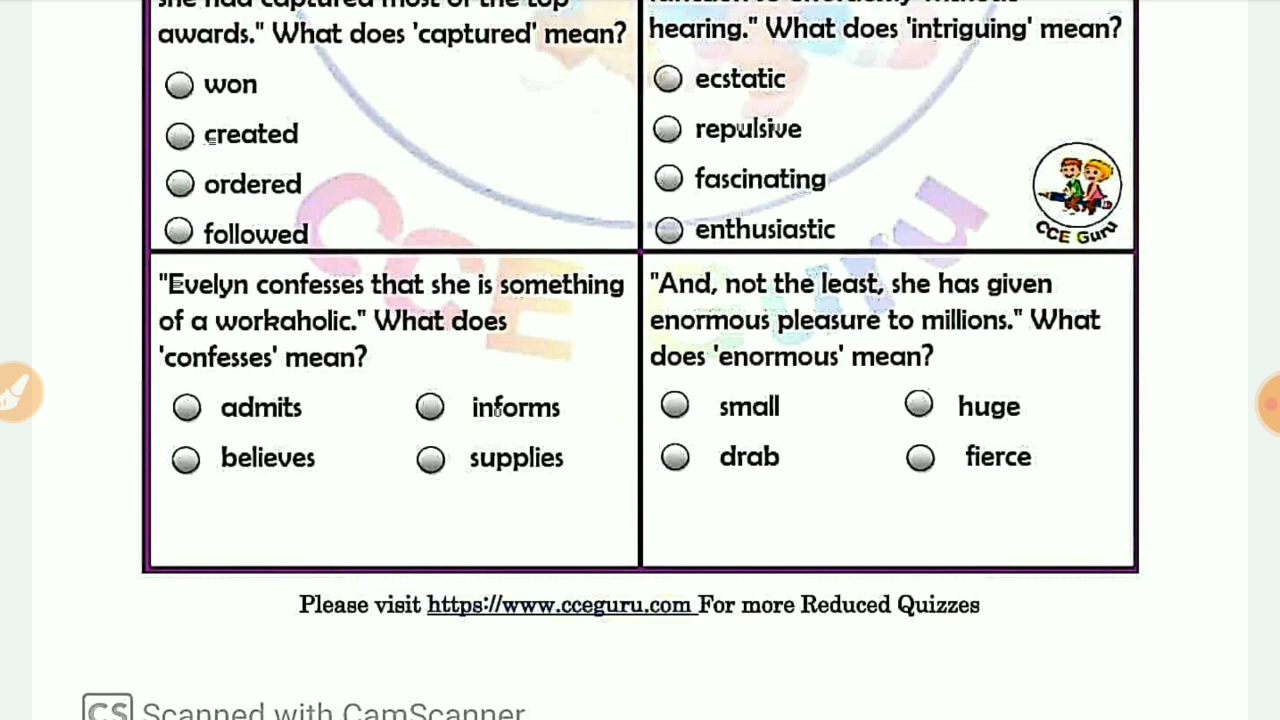 awards." What does 'captured' mean?
won
created
ordered
followed
hearing." What does 'intriguing' mean?
ecstatic
repulsive
fascinating
enthusiastic
CCE Guru
"Evelyn confesses that she is something
of a workaholic." What does
'confesses' mean?
admits informs
believes supplies
"And, not the least, she has given
enormous pleasure to millions." What
does 'enormous' mean?
small huge
drab fierce
CCE Guru
Please visit https://www.cceguru.com For more Reduced Quizzes
CS Scanned with CamScanner